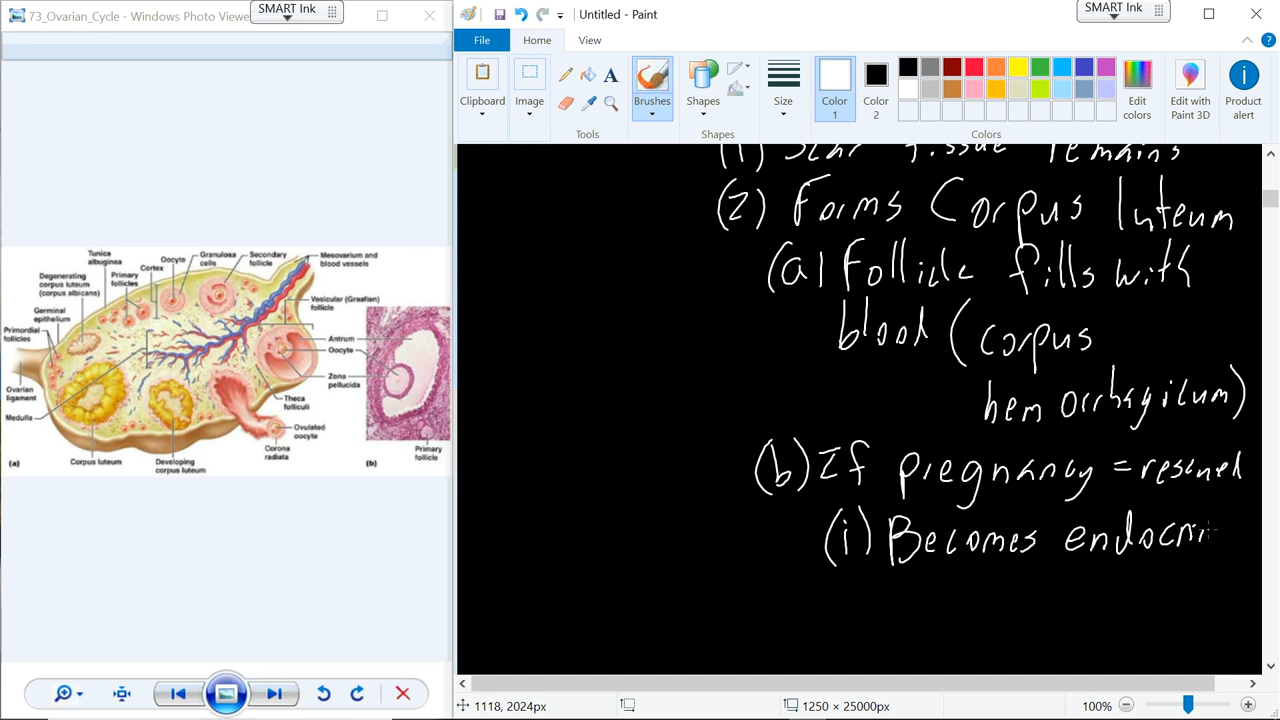 73_Ovarian_Cycle - Windows Photo Viewe
SMART Ink
Untitled - Paint
SMART Ink
File
Home
View
Clipboard
Image
Tools
Brushes
Shapes
Shapes
Size
Color 1
Color 2
Colors
Edit colors
Edit with Paint 3D
Product alert
Tunica albuginea
Oocyte
Granulosa cells
Secondary follicle
Mesovarium and blood vessels
Cortex
Primary follicles
Degenerating corpus luteum (corpus albicans)
Vesicular (Graafian) follicle
Germinal epithelium
Primordial follicles
Antrum
Oocyte
Zona pellucida
Ovarian ligament
Theca folliculi
Medulla
Ovulated oocyte
Corona radiata
Corpus luteum
Developing corpus luteum
Primary follicle
(a)
(b)
(1) Scar tissue remains
(2) Forms Corpus luteum
(a) Follicle fills with
blood (corpus
hemorrhagicum)
(b) If pregnancy = rescued
(i) Becomes endocri
1118, 2024px
1250 × 25000px
100%